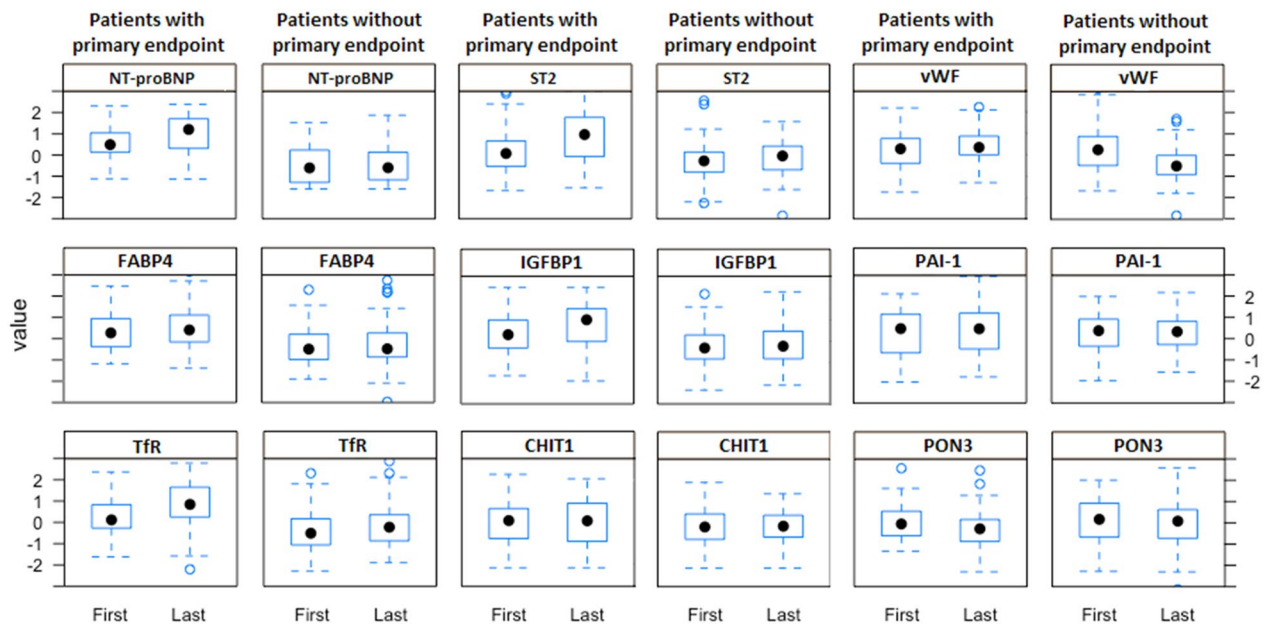 Patients with
primary endpoint
Patients without
primary endpoint
Patients with
primary endpoint
Patients without
primary endpoint
Patients with
primary endpoint
Patients without
primary endpoint
NT-proBNP
NT-proBNP
ST2
ST2
vWF
vWF
2
1
0
-1
-2
FABP4
FABP4
IGFBP1
IGFBP1
PAI-1
PAI-1
value
2
1
0
-1
-2
TfR
TfR
CHIT1
CHIT1
PON3
PON3
2
1
0
-1
-2
First Last First Last First Last First Last First Last First Last